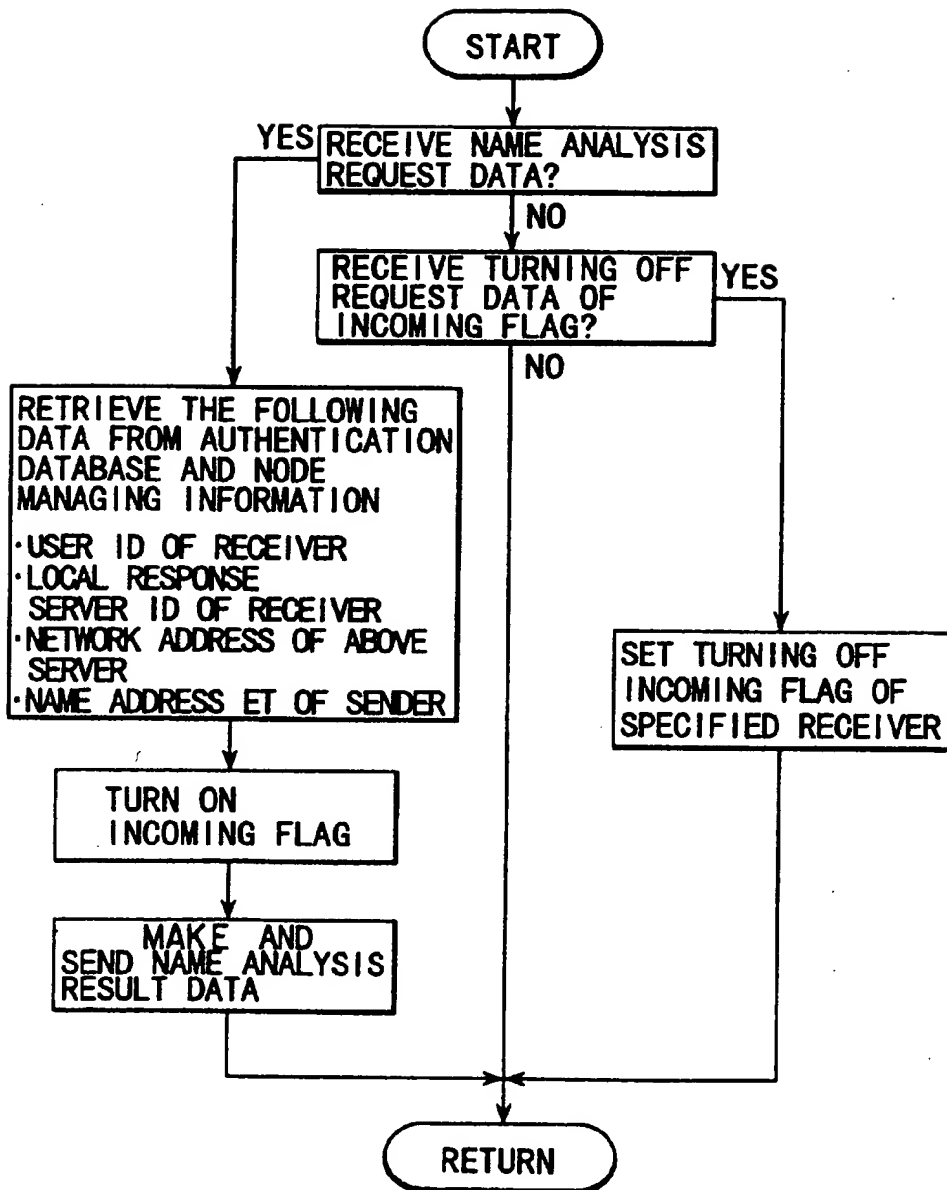 START
YES
RECEIVE NAME ANALYSIS
REQUEST DATA?
NO
RECEIVE TURNING OFF
REQUEST DATA OF
INCOMING FLAG?
YES
NO
RETRIEVE THE FOLLOWING
DATA FROM AUTHENTICATION
DATABASE AND NODE
MANAGING INFORMATION
·USER ID OF RECEIVER
·LOCAL RESPONSE
SERVER ID OF RECEIVER
·NETWORK ADDRESS OF ABOVE
SERVER
·NAME ADDRESS ET OF SENDER
SET TURNING OFF
INCOMING FLAG OF
SPECIFIED RECEIVER
TURN ON
INCOMING FLAG
MAKE AND
SEND NAME ANALYSIS
RESULT DATA
RETURN